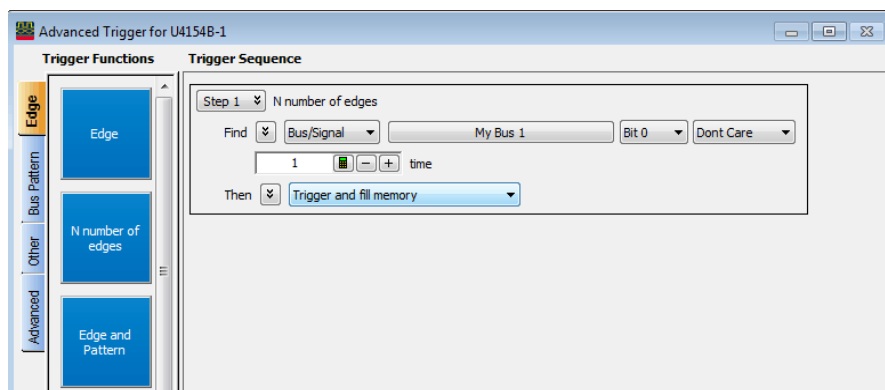 Advanced Trigger for U4154B-1
Trigger Functions
Trigger Sequence
Edge
Bus Pattern
Other
Advanced
Edge
N number of
edges
Edge and
Pattern
Step 1 N number of edges
Find Bus/Signal My Bus 1 Bit 0 Dont Care
1 time
Then Trigger and fill memory